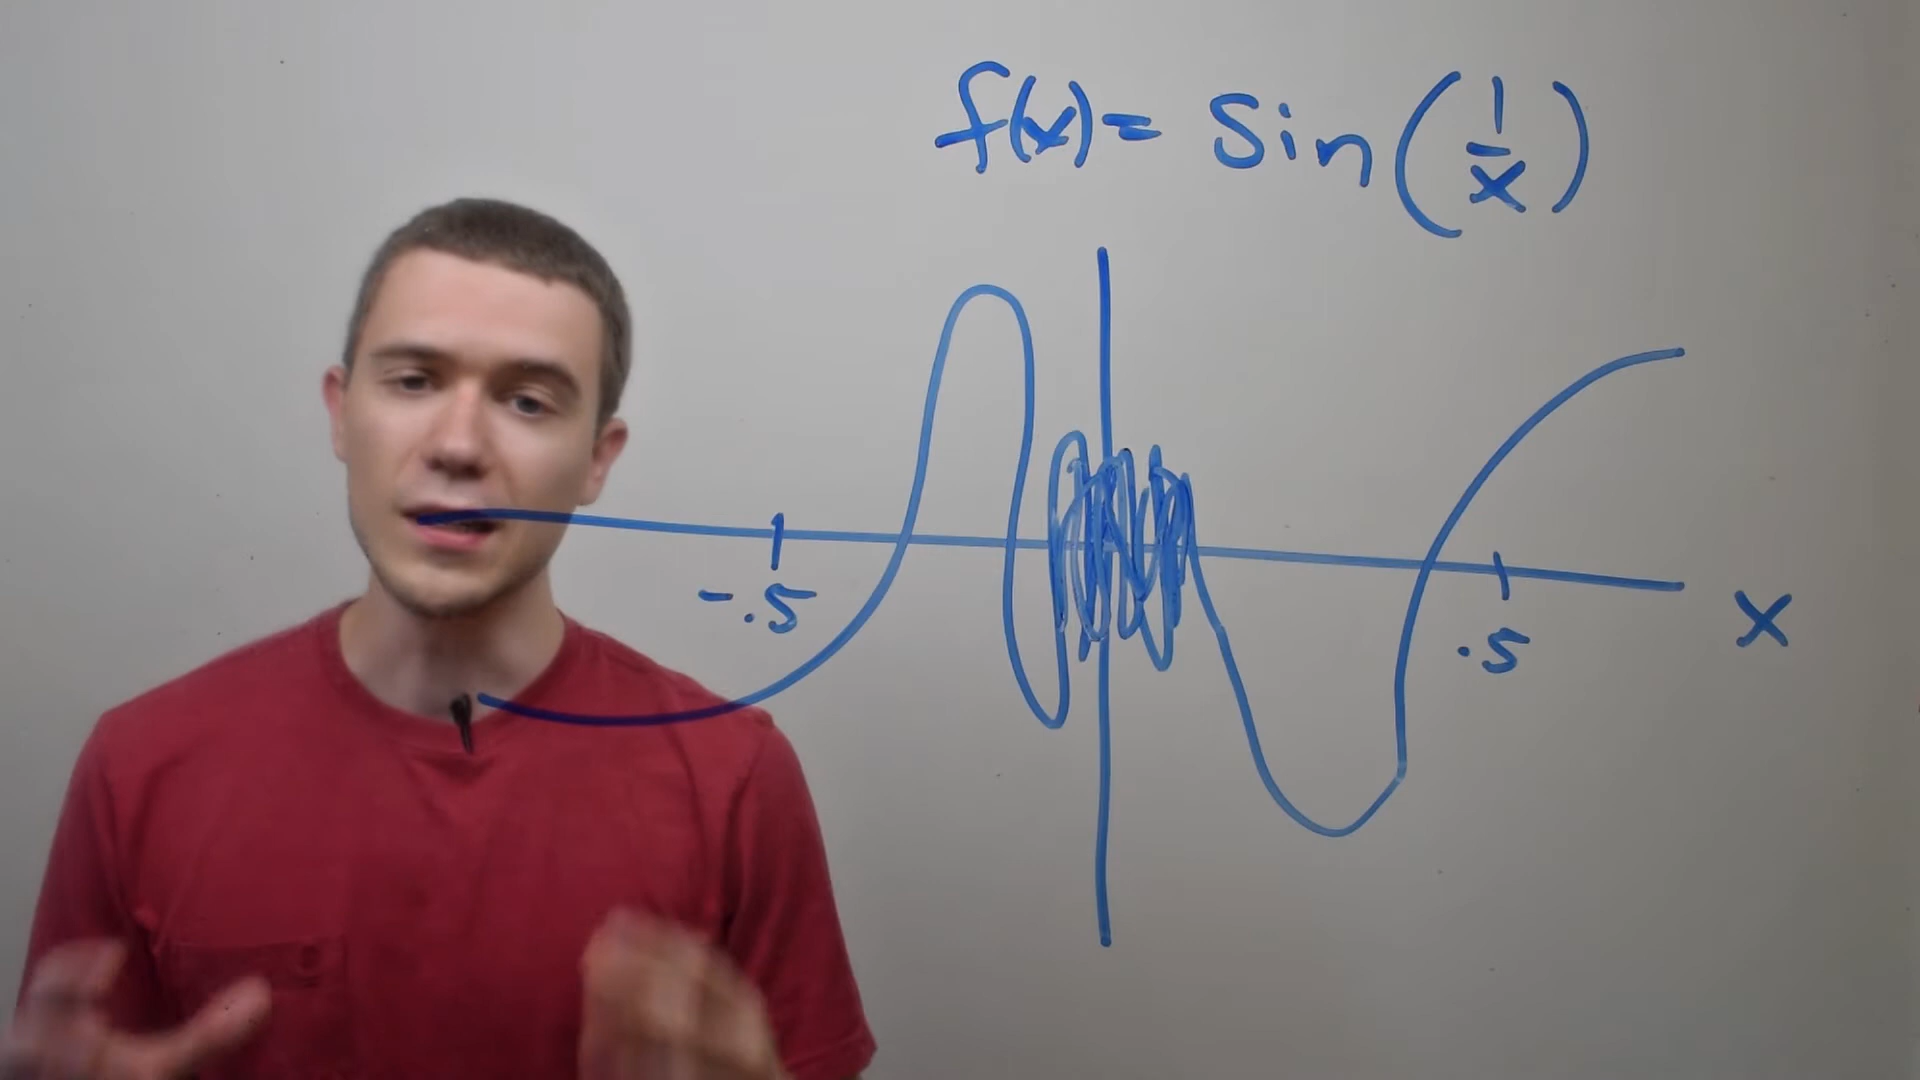 f(x) = Sin(1/x)
-.5
.5
x